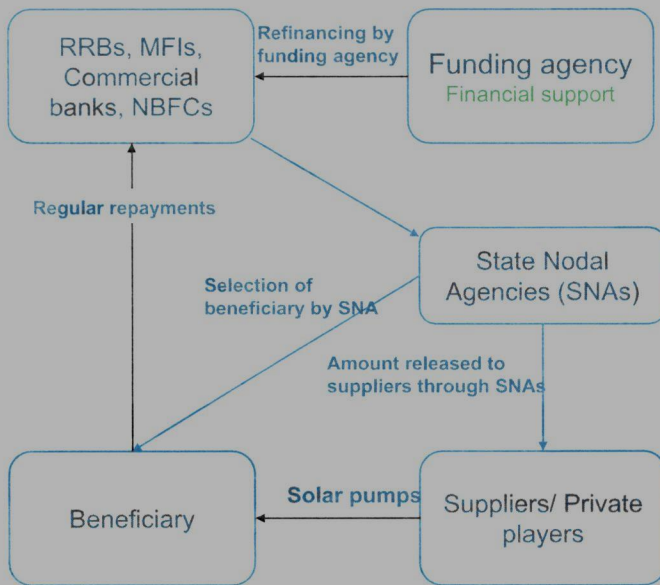 RRBs, MFIs,
Commercial
banks, NBFCs
Refinancing by
funding agency
Funding agency
Financial support
Regular repayments
State Nodal
Agencies (SNAs)
Selection of
beneficiary by SNA
Amount released to
suppliers through SNAs
Beneficiary
Solar pumps
Suppliers/ Private
players